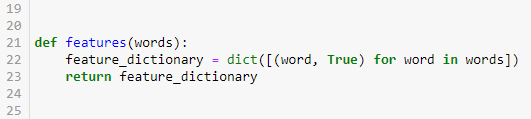 19
20
21 def features(words):
22     feature_dictionary = dict([(word, True) for word in words])
23     return feature_dictionary
24
25